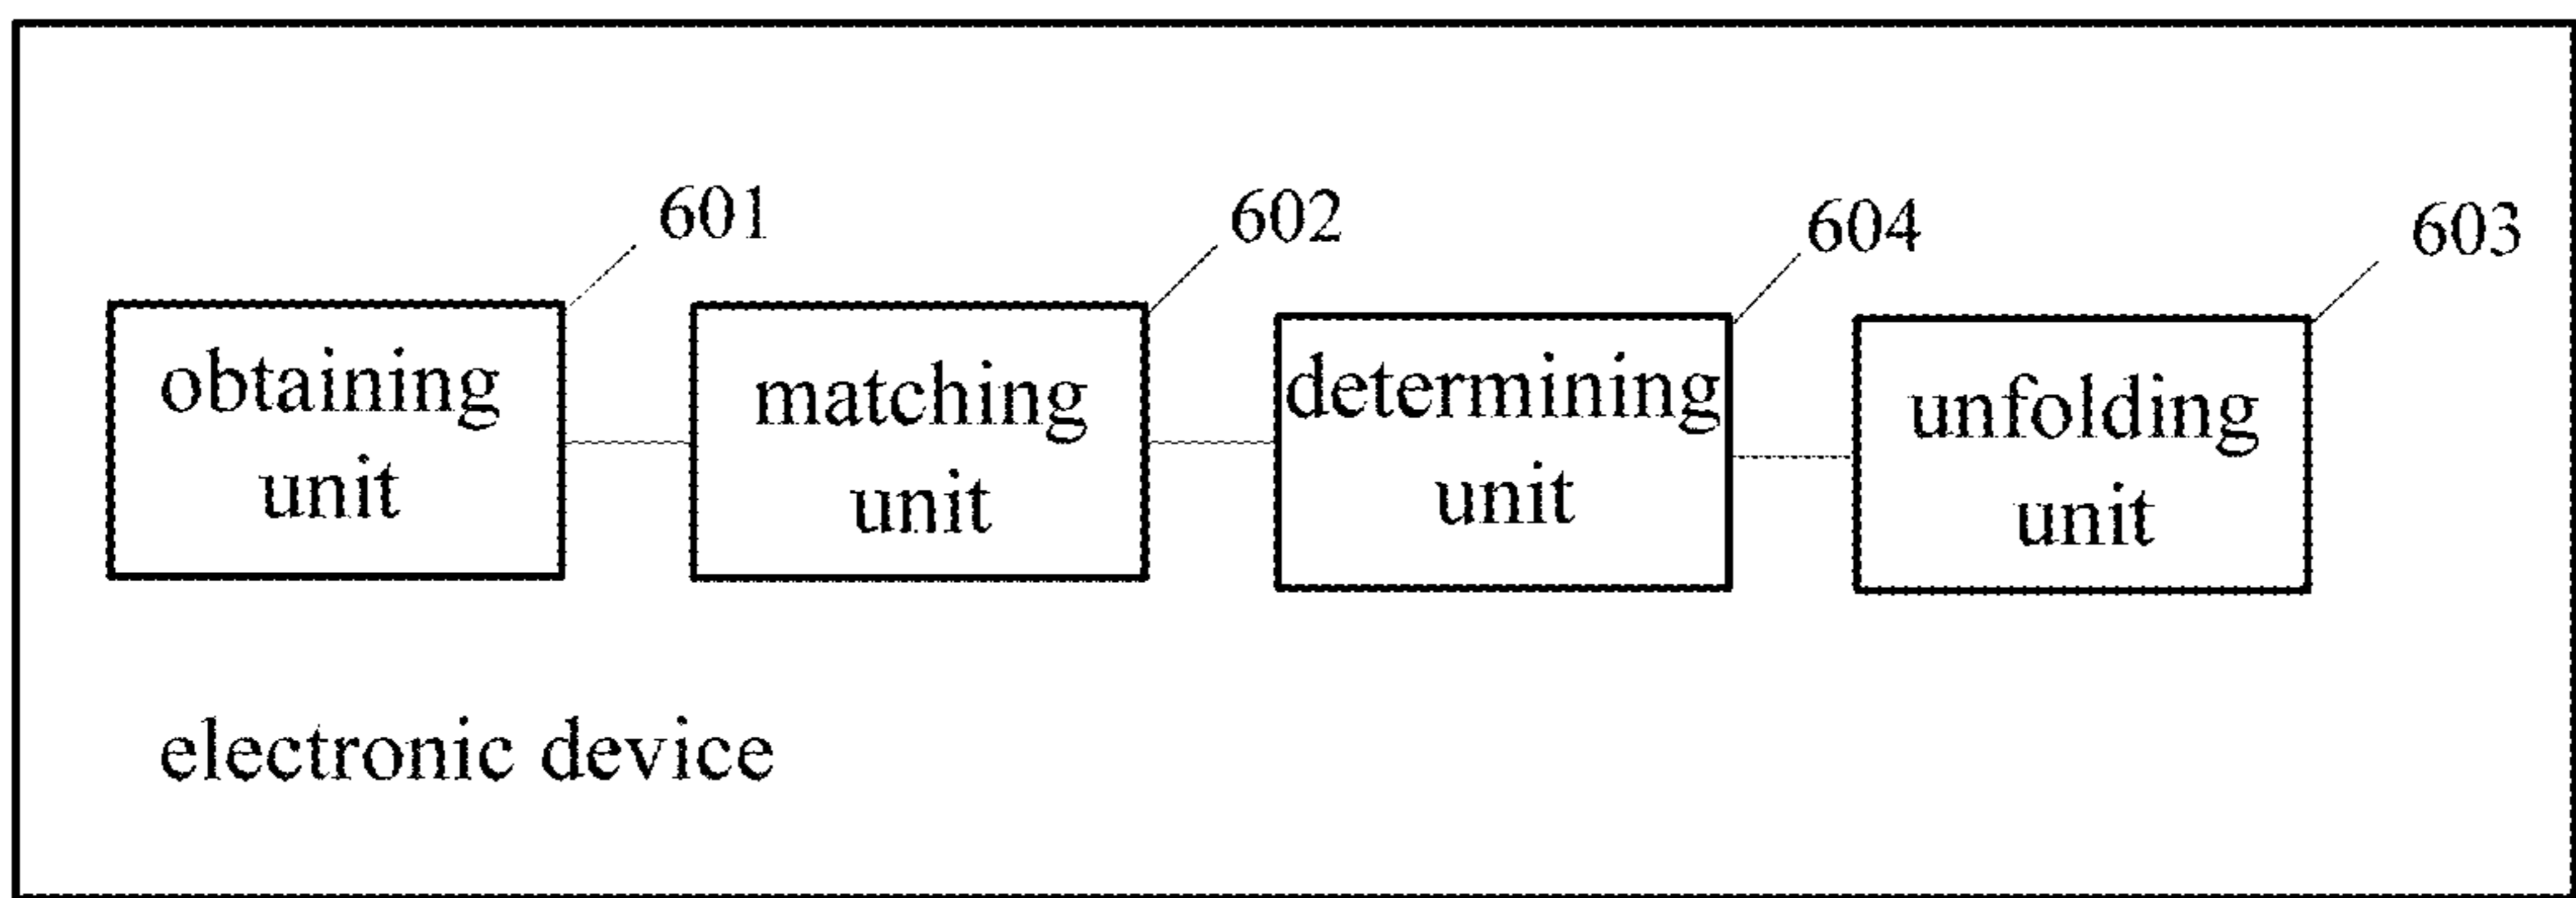 601
602
604
603
obtaining
unit
matching
unit
determining
unit
unfolding
unit
electronic device